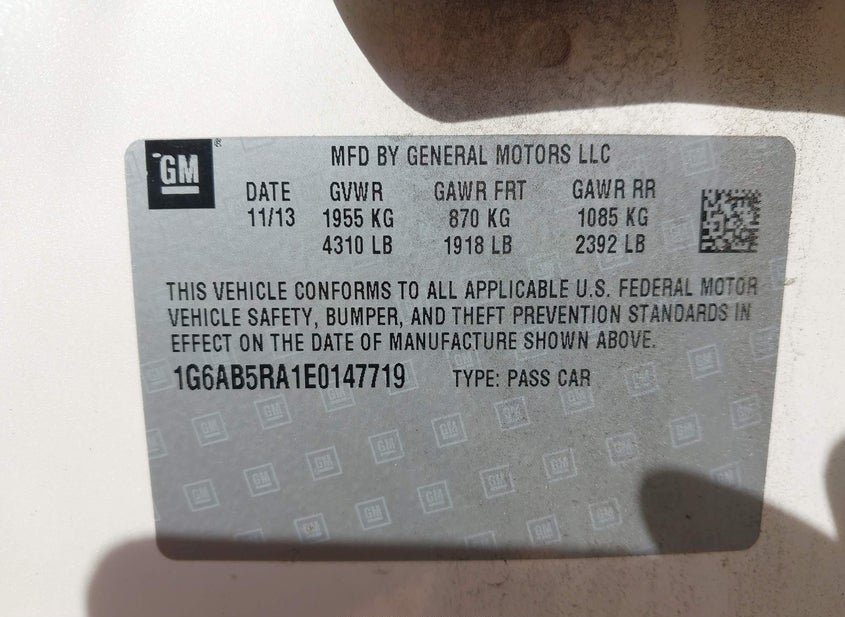 GM ®
MFD BY GENERAL MOTORS LLC
DATE GVWR GAWR FRT GAWR RR
11/13 1955 KG 870 KG 1085 KG
4310 LB 1918 LB 2392 LB
THIS VEHICLE CONFORMS TO ALL APPLICABLE U.S. FEDERAL MOTOR
VEHICLE SAFETY, BUMPER, AND THEFT PREVENTION STANDARDS IN
EFFECT ON THE DATE OF MANUFACTURE SHOWN ABOVE.
1G6AB5RA1E0147719 TYPE: PASS CAR